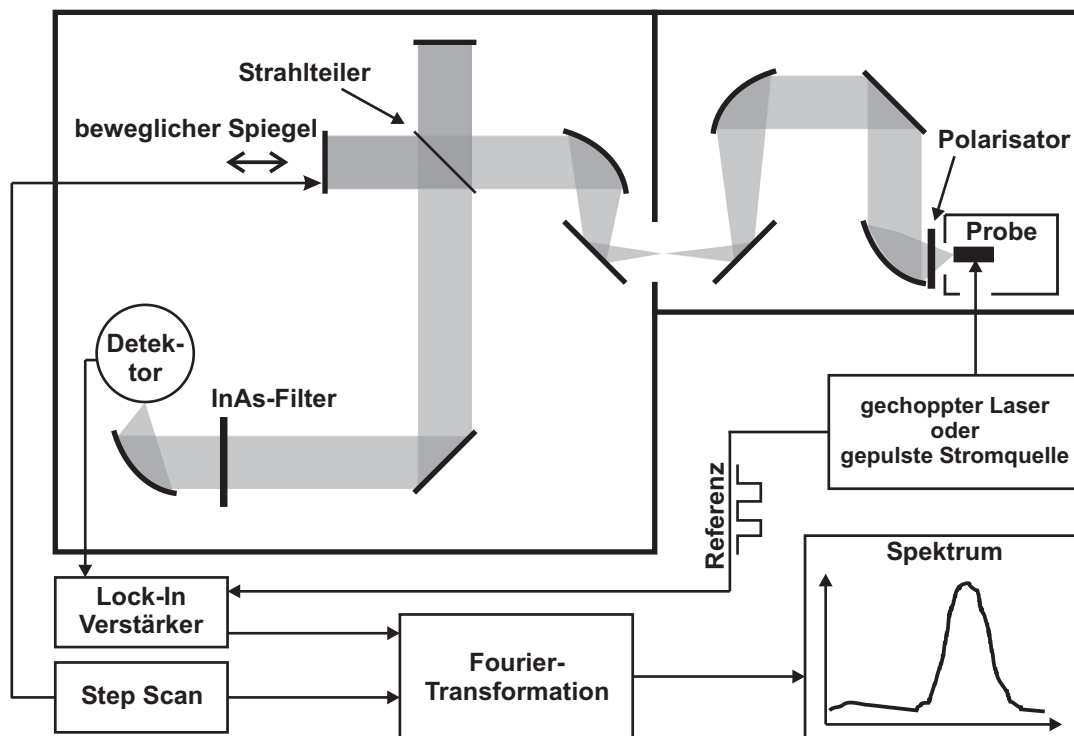 Strahlteiler
beweglicher Spiegel
Polarisator
Probe
Detek-
tor
InAs-Filter
gechoppter Laser
oder
gepulste Stromquelle
Referenz
Lock-In
Verstärker
Step Scan
Fourier-
Transformation
Spektrum